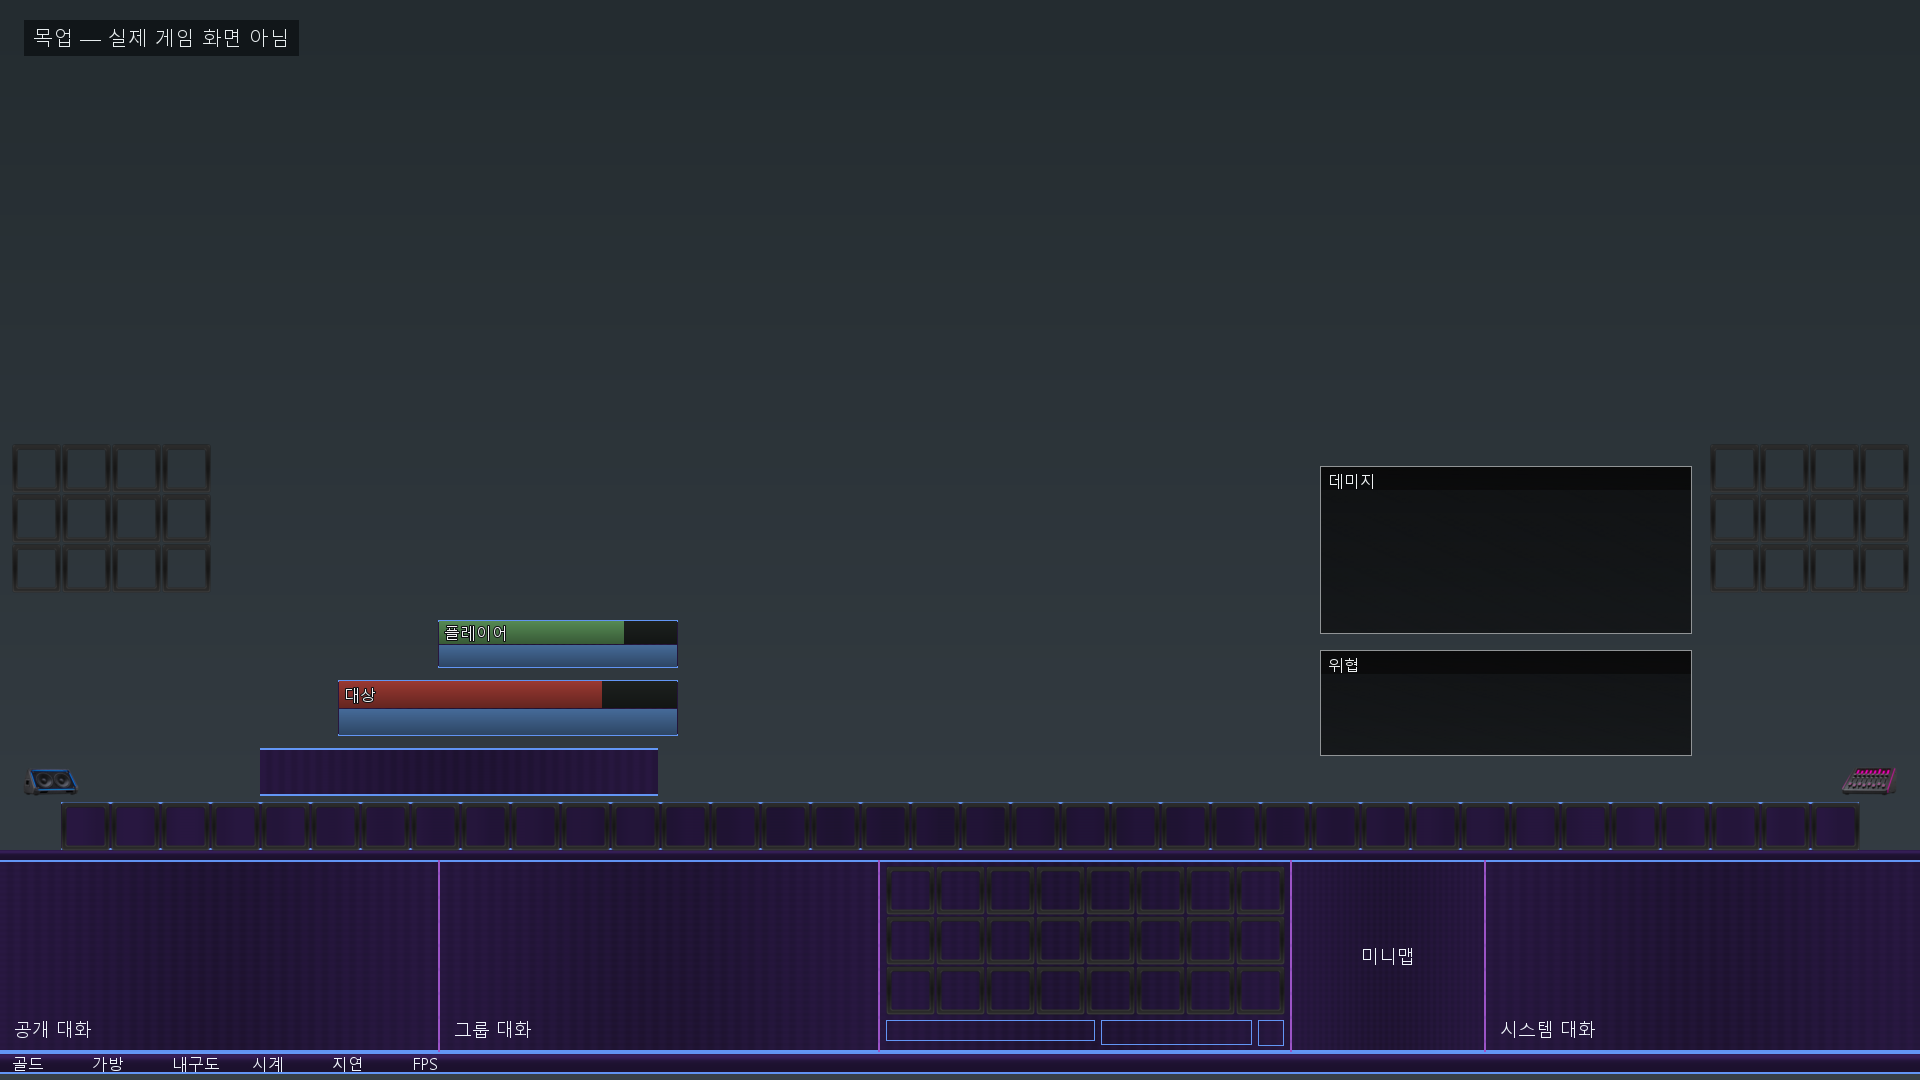 목업 — 실제 게임 화면 아님
데미지
플레이어
위협
대상
미니맵
공개 대화
그룹 대화
시스템 대화
골드 가방 내구도 시계 지연 FPS